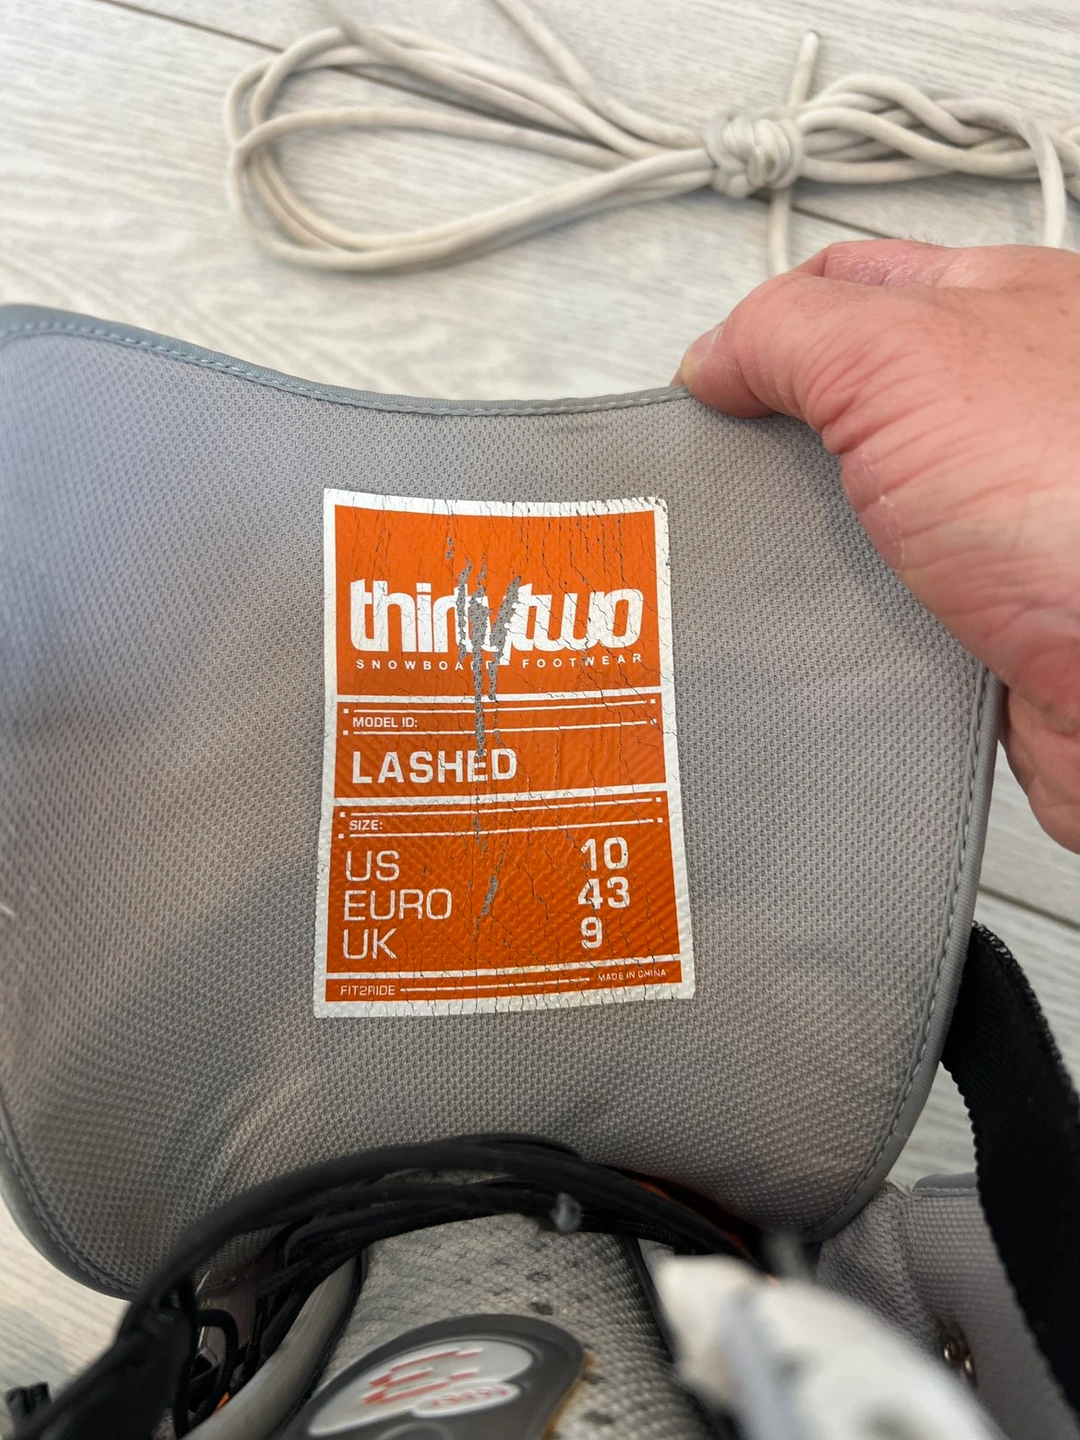 thirtytwo
SNOWBOARD FOOTWEAR
MODEL ID:
LASHED
SIZE:
US 10
EURO 43
UK 9
FIT2RIDE MADE IN CHINA